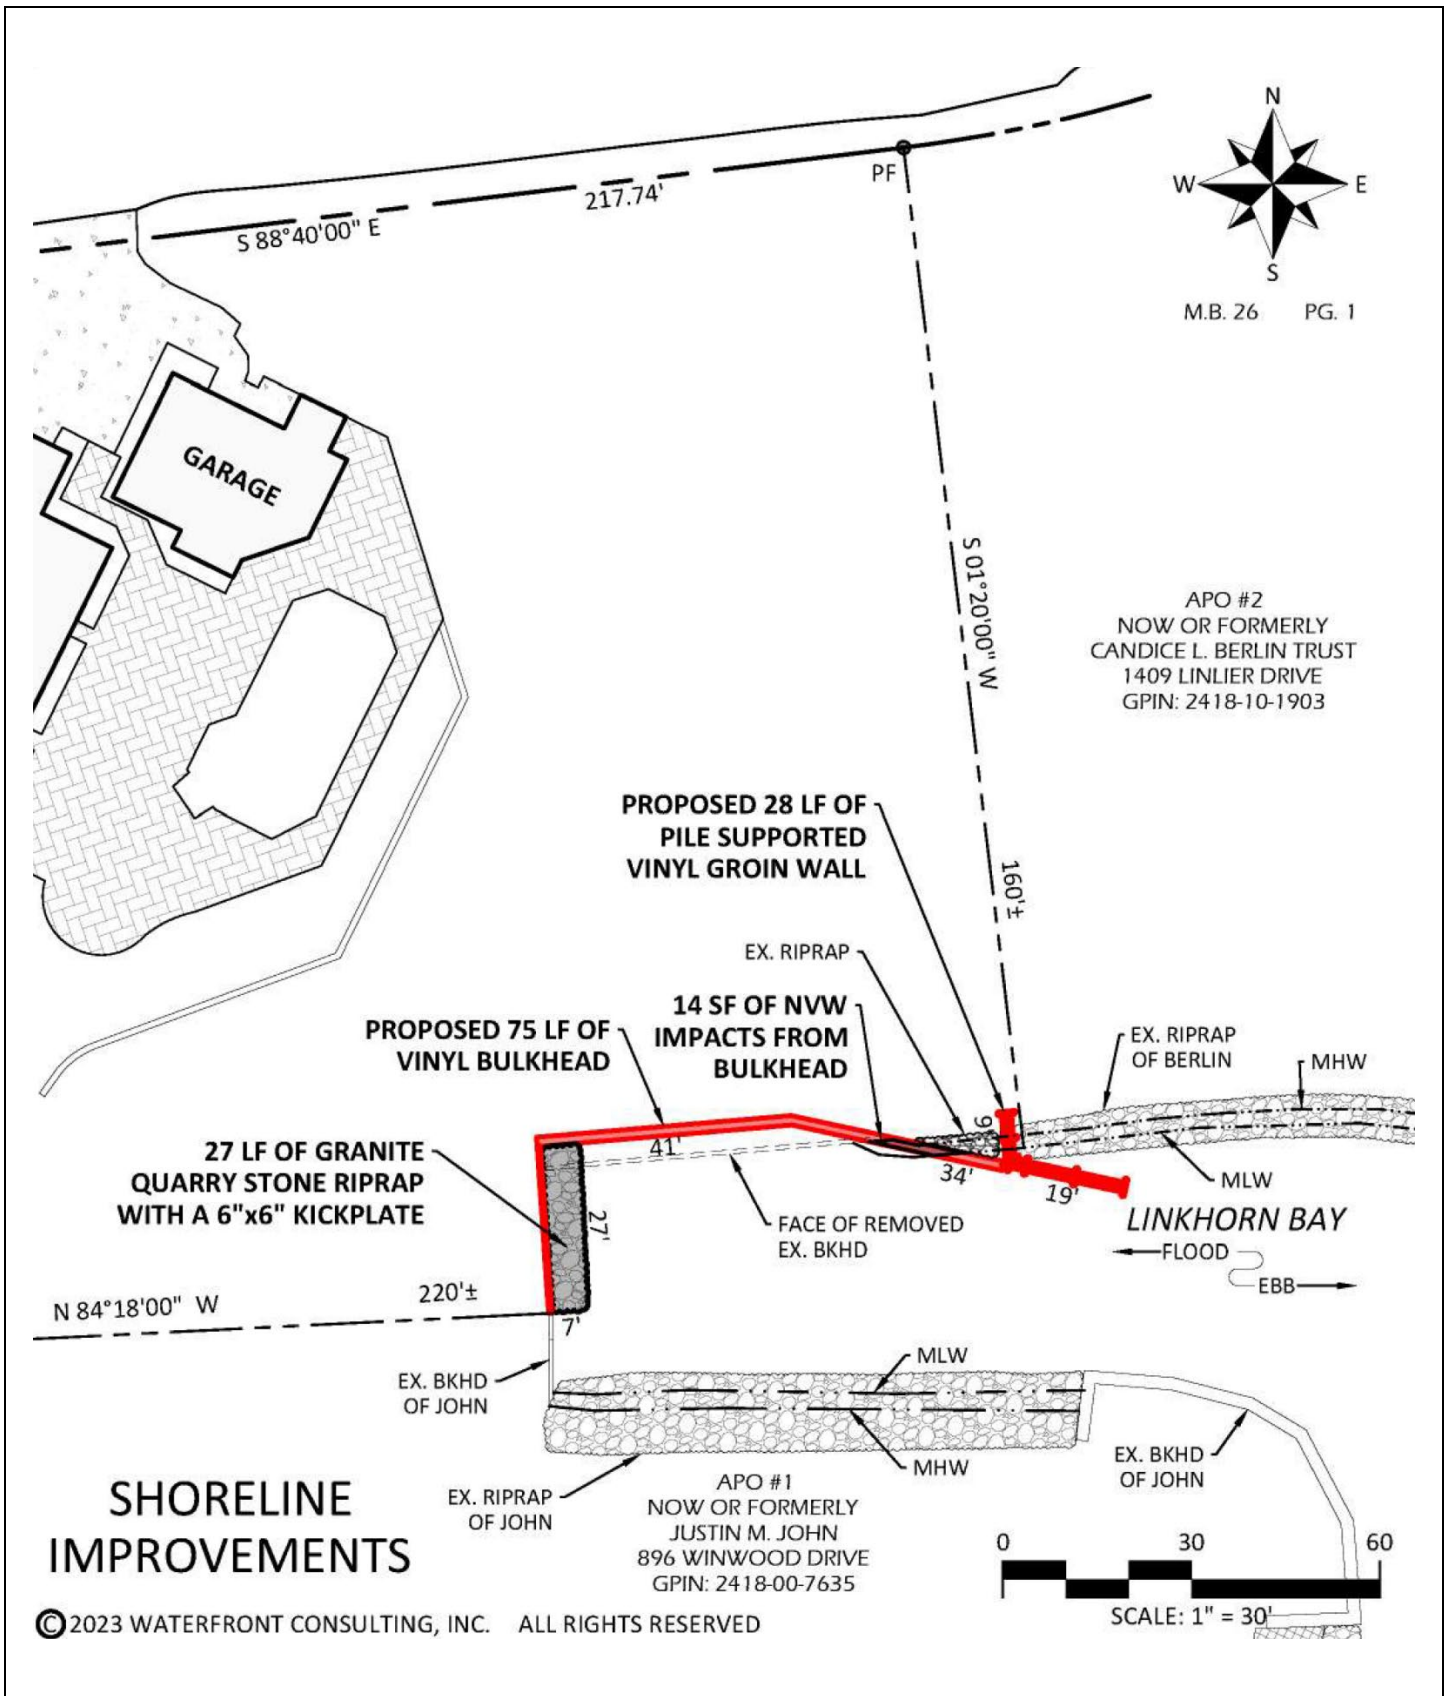 N
W
E
S
M.B. 26 PG. 1
PF
217.74'
S 88°40'00" E
GARAGE
S 01°20'00" W
160'±
APO #2
NOW OR FORMERLY
CANDICE L. BERLIN TRUST
1409 LINLIER DRIVE
GPIN: 2418-10-1903
PROPOSED 28 LF OF
PILE SUPPORTED
VINYL GROIN WALL
EX. RIPRAP
14 SF OF NVW
IMPACTS FROM
BULKHEAD
PROPOSED 75 LF OF
VINYL BULKHEAD
EX. RIPRAP
OF BERLIN
MHW
MLW
9'
41'
34'
19'
27 LF OF GRANITE
QUARRY STONE RIPRAP
WITH A 6"x6" KICKPLATE
27'
FACE OF REMOVED
EX. BKHD
LINKHORN BAY
FLOOD
EBB
N 84°18'00" W
220'±
7'
EX. BKHD
OF JOHN
MLW
MHW
EX. BKHD
OF JOHN
EX. RIPRAP
OF JOHN
APO #1
NOW OR FORMERLY
JUSTIN M. JOHN
896 WINWOOD DRIVE
GPIN: 2418-00-7635
SHORELINE
IMPROVEMENTS
0 30 60
SCALE: 1" = 30'
© 2023 WATERFRONT CONSULTING, INC. ALL RIGHTS RESERVED